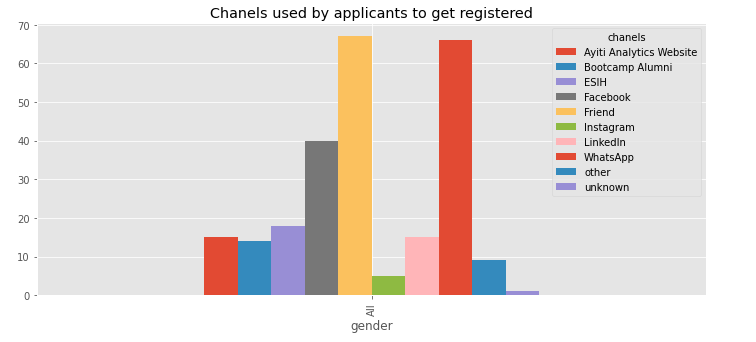 Chanels used by applicants to get registered
70
60
50
40
30
20
10
0
chanels
Ayiti Analytics Website
Bootcamp Alumni
ESIH
Facebook
Friend
Instagram
LinkedIn
WhatsApp
other
unknown
All
gender